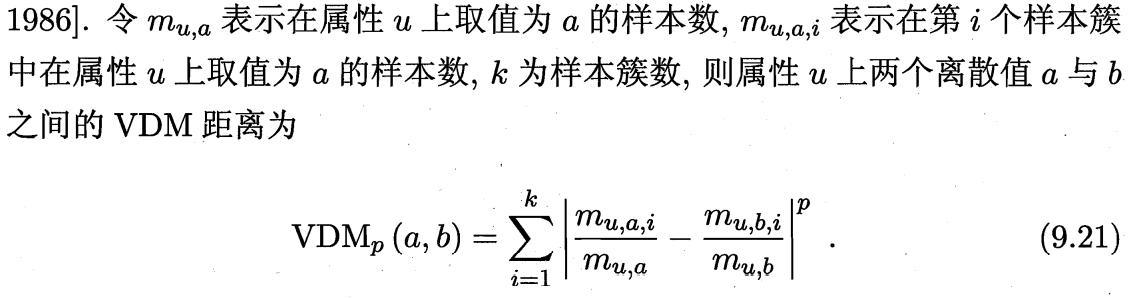 1986]. 令 $m_{u,a}$ 表示在属性 $u$ 上取值为 $a$ 的样本数, $m_{u,a,i}$ 表示在第 $i$ 个样本簇
中在属性 $u$ 上取值为 $a$ 的样本数, $k$ 为样本簇数, 则属性 $u$ 上两个离散值 $a$ 与 $b$
之间的 VDM 距离为
$\mathrm{VDM}_p(a,b)=\sum_{i=1}^{k}\left|\frac{m_{u,a,i}}{m_{u,a}}-\frac{m_{u,b,i}}{m_{u,b}}\right|^p .$ (9.21)